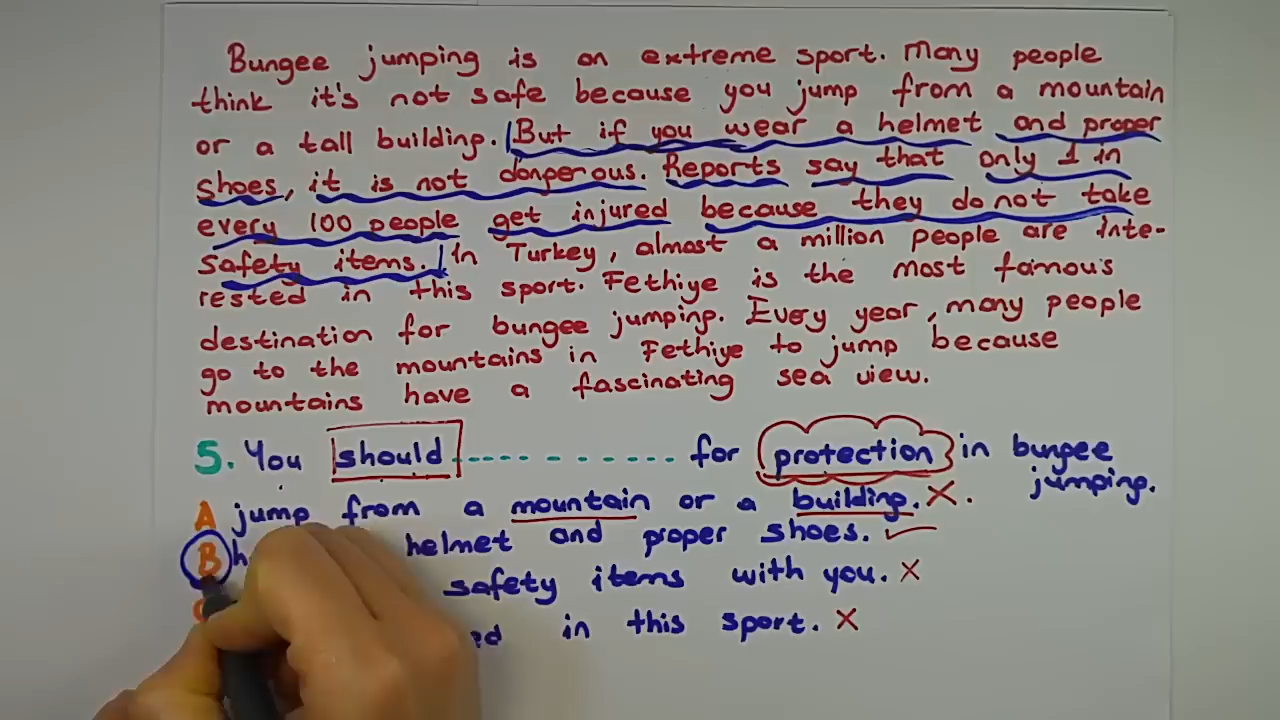 Bungee jumping is an extreme sport. Many people
think it's not safe because you jump from a mountain
or a tall building. But if you wear a helmet and proper
shoes, it is not dangerous. Reports say that only 1 in
every 100 people get injured because they do not take
safety items. In Turkey, almost a million people are inte-
rested in this sport. Fethiye is the most famous
destination for bungee jumping. Every year, many people
go to the mountains in Fethiye to jump because
mountains have a fascinating sea view.
5. You should .................. for protection in bungee
jumping.
A jump from a mountain or a building.
B helmet and proper shoes.
safety items with you.
in this sport.